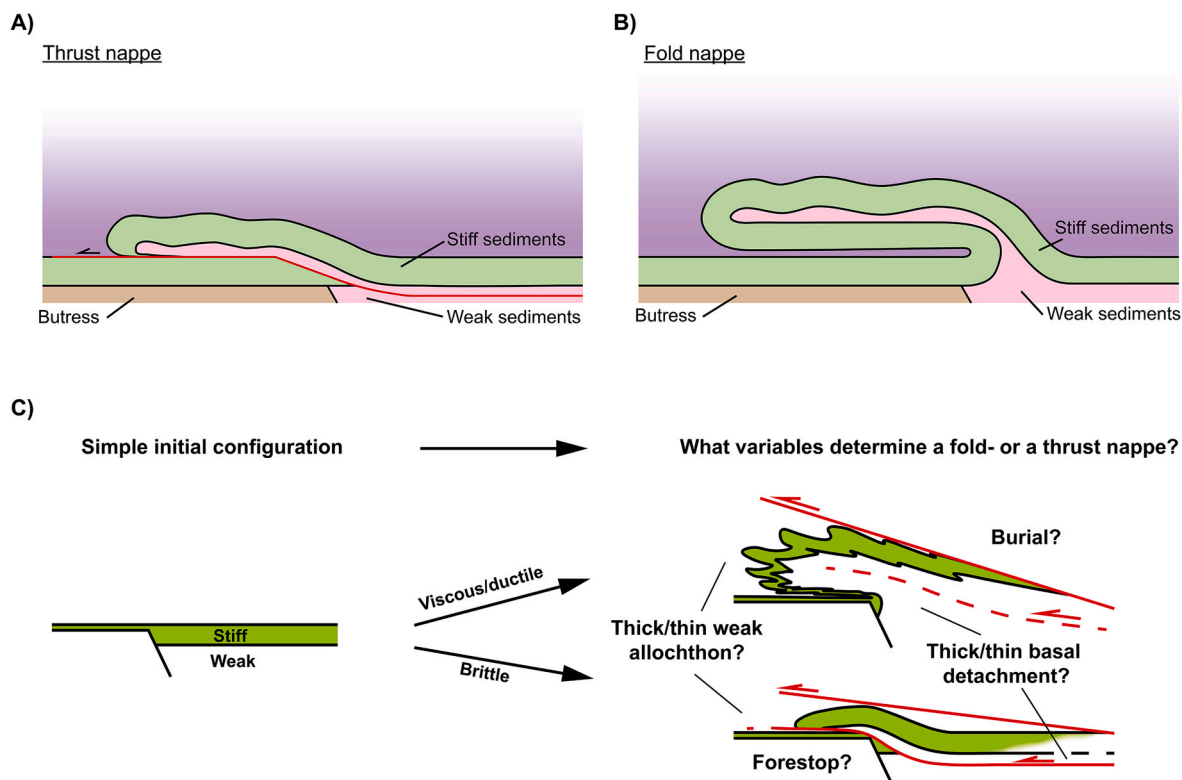 A)
Thrust nappe
Stiff sediments
Butress
Weak sediments
B)
Fold nappe
Stiff sediments
Butress
Weak sediments
C)
Simple initial configuration
What variables determine a fold- or a thrust nappe?
Viscous/ductile
Brittle
Stiff
Weak
Burial?
Thick/thin weak
allochthon?
Thick/thin basal
detachment?
Forestop?